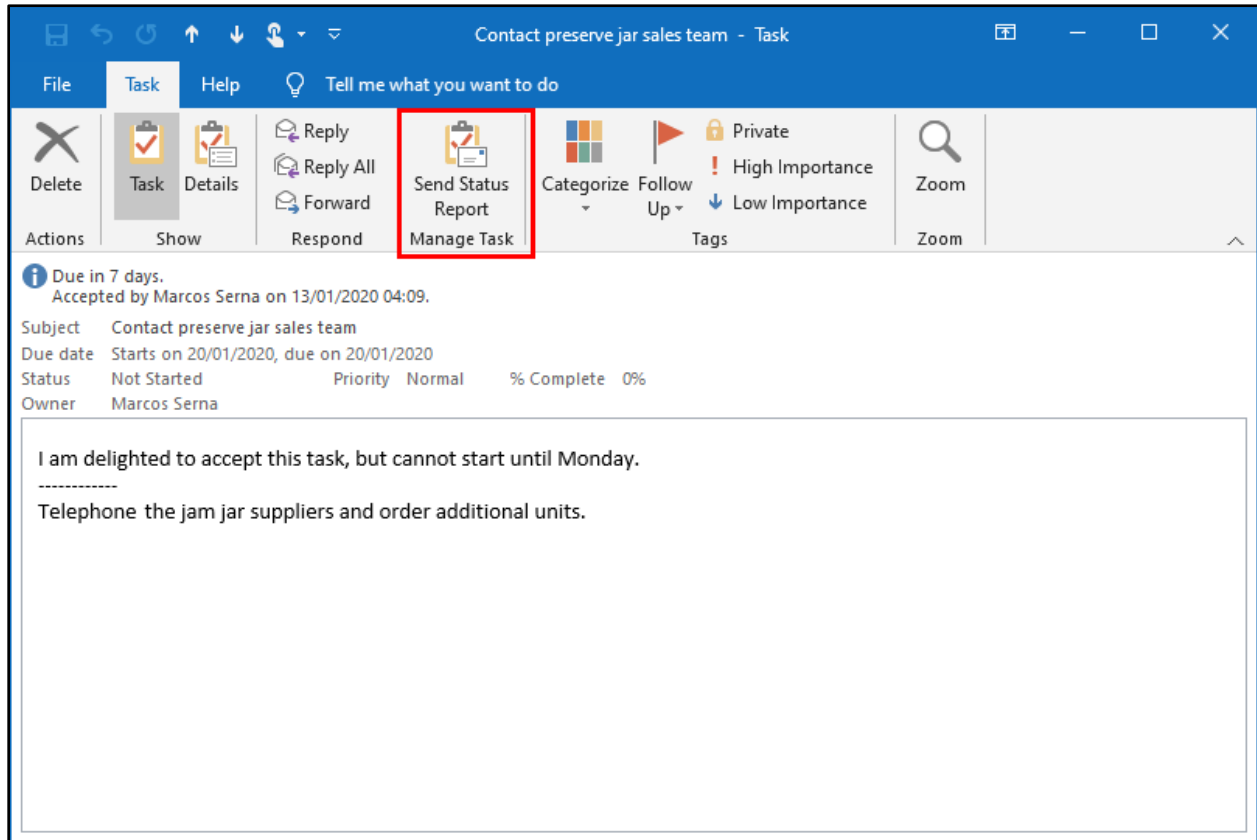 Contact preserve jar sales team - Task
File Task Help Tell me what you want to do
Delete
Actions
Task Details
Show
Reply
Reply All
Forward
Respond
Send Status
Report
Manage Task
Categorize Follow
Up
Private
High Importance
Low Importance
Tags
Zoom
Zoom
Due in 7 days.
Accepted by Marcos Serna on 13/01/2020 04:09.
Subject Contact preserve jar sales team
Due date Starts on 20/01/2020, due on 20/01/2020
Status Not Started Priority Normal % Complete 0%
Owner Marcos Serna
I am delighted to accept this task, but cannot start until Monday.
------------
Telephone the jam jar suppliers and order additional units.